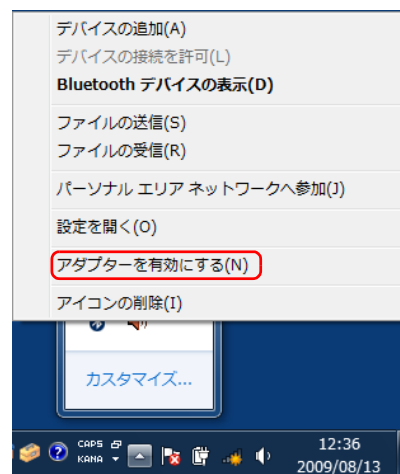 デバイスの追加(A)
デバイスの接続を許可(L)
Bluetooth デバイスの表示(D)
ファイルの送信(S)
ファイルの受信(R)
パーソナル エリア ネットワークへ参加(J)
設定を開く(O)
アダプターを有効にする(N)
アイコンの削除(I)
カスタマイズ...
CAPS
KANA
12:36
2009/08/13